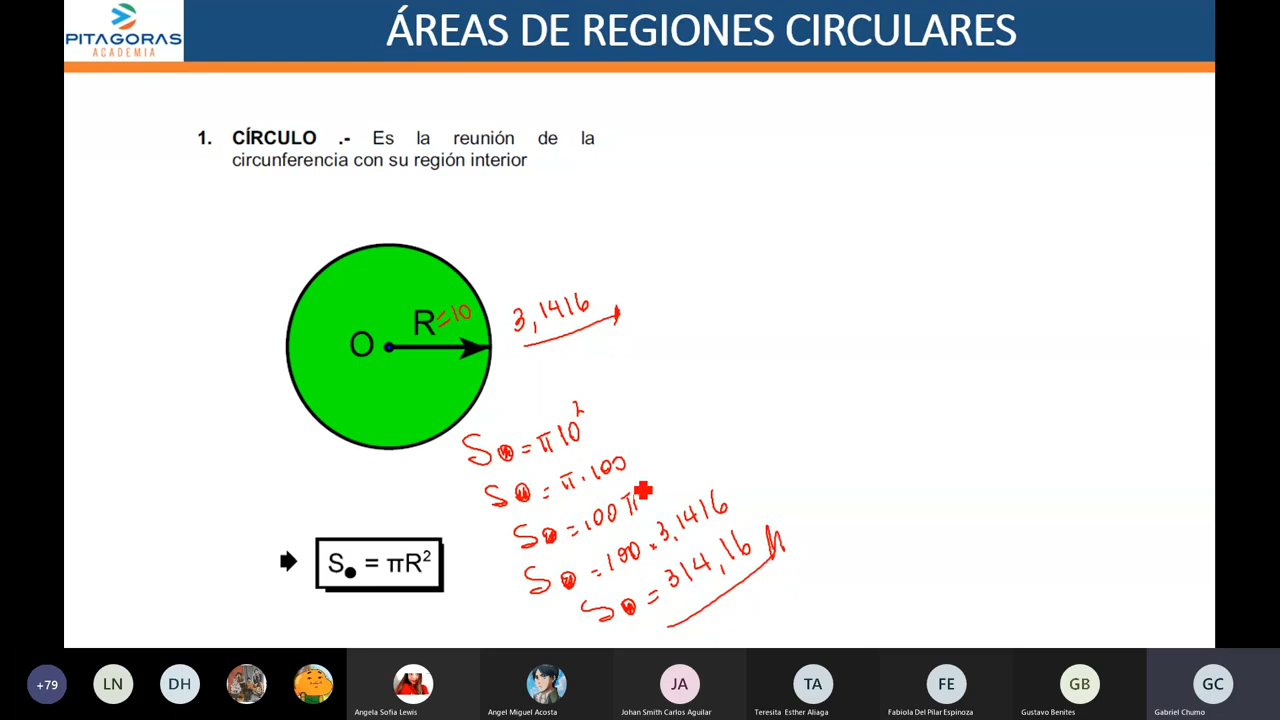 PITAGORAS
ACADEMIA
ÁREAS DE REGIONES CIRCULARES
1. CÍRCULO .- Es la reunión de la
circunferencia con su región interior
R =10
O
3,1416
S● = π10²
S● = π.100
S● = 100π
S● = 100 × 3,1416
S● = 314,16
S● = πR²
+79
LN
DH
JA
TA
FE
GB
GC
Angela Sofia Lewis
Angel Miguel Acosta
Johan Smith Carlos Aguilar
Teresita Esther Aliaga
Fabiola Del Pilar Espinoza
Gustavo Benites
Gabriel Chumo